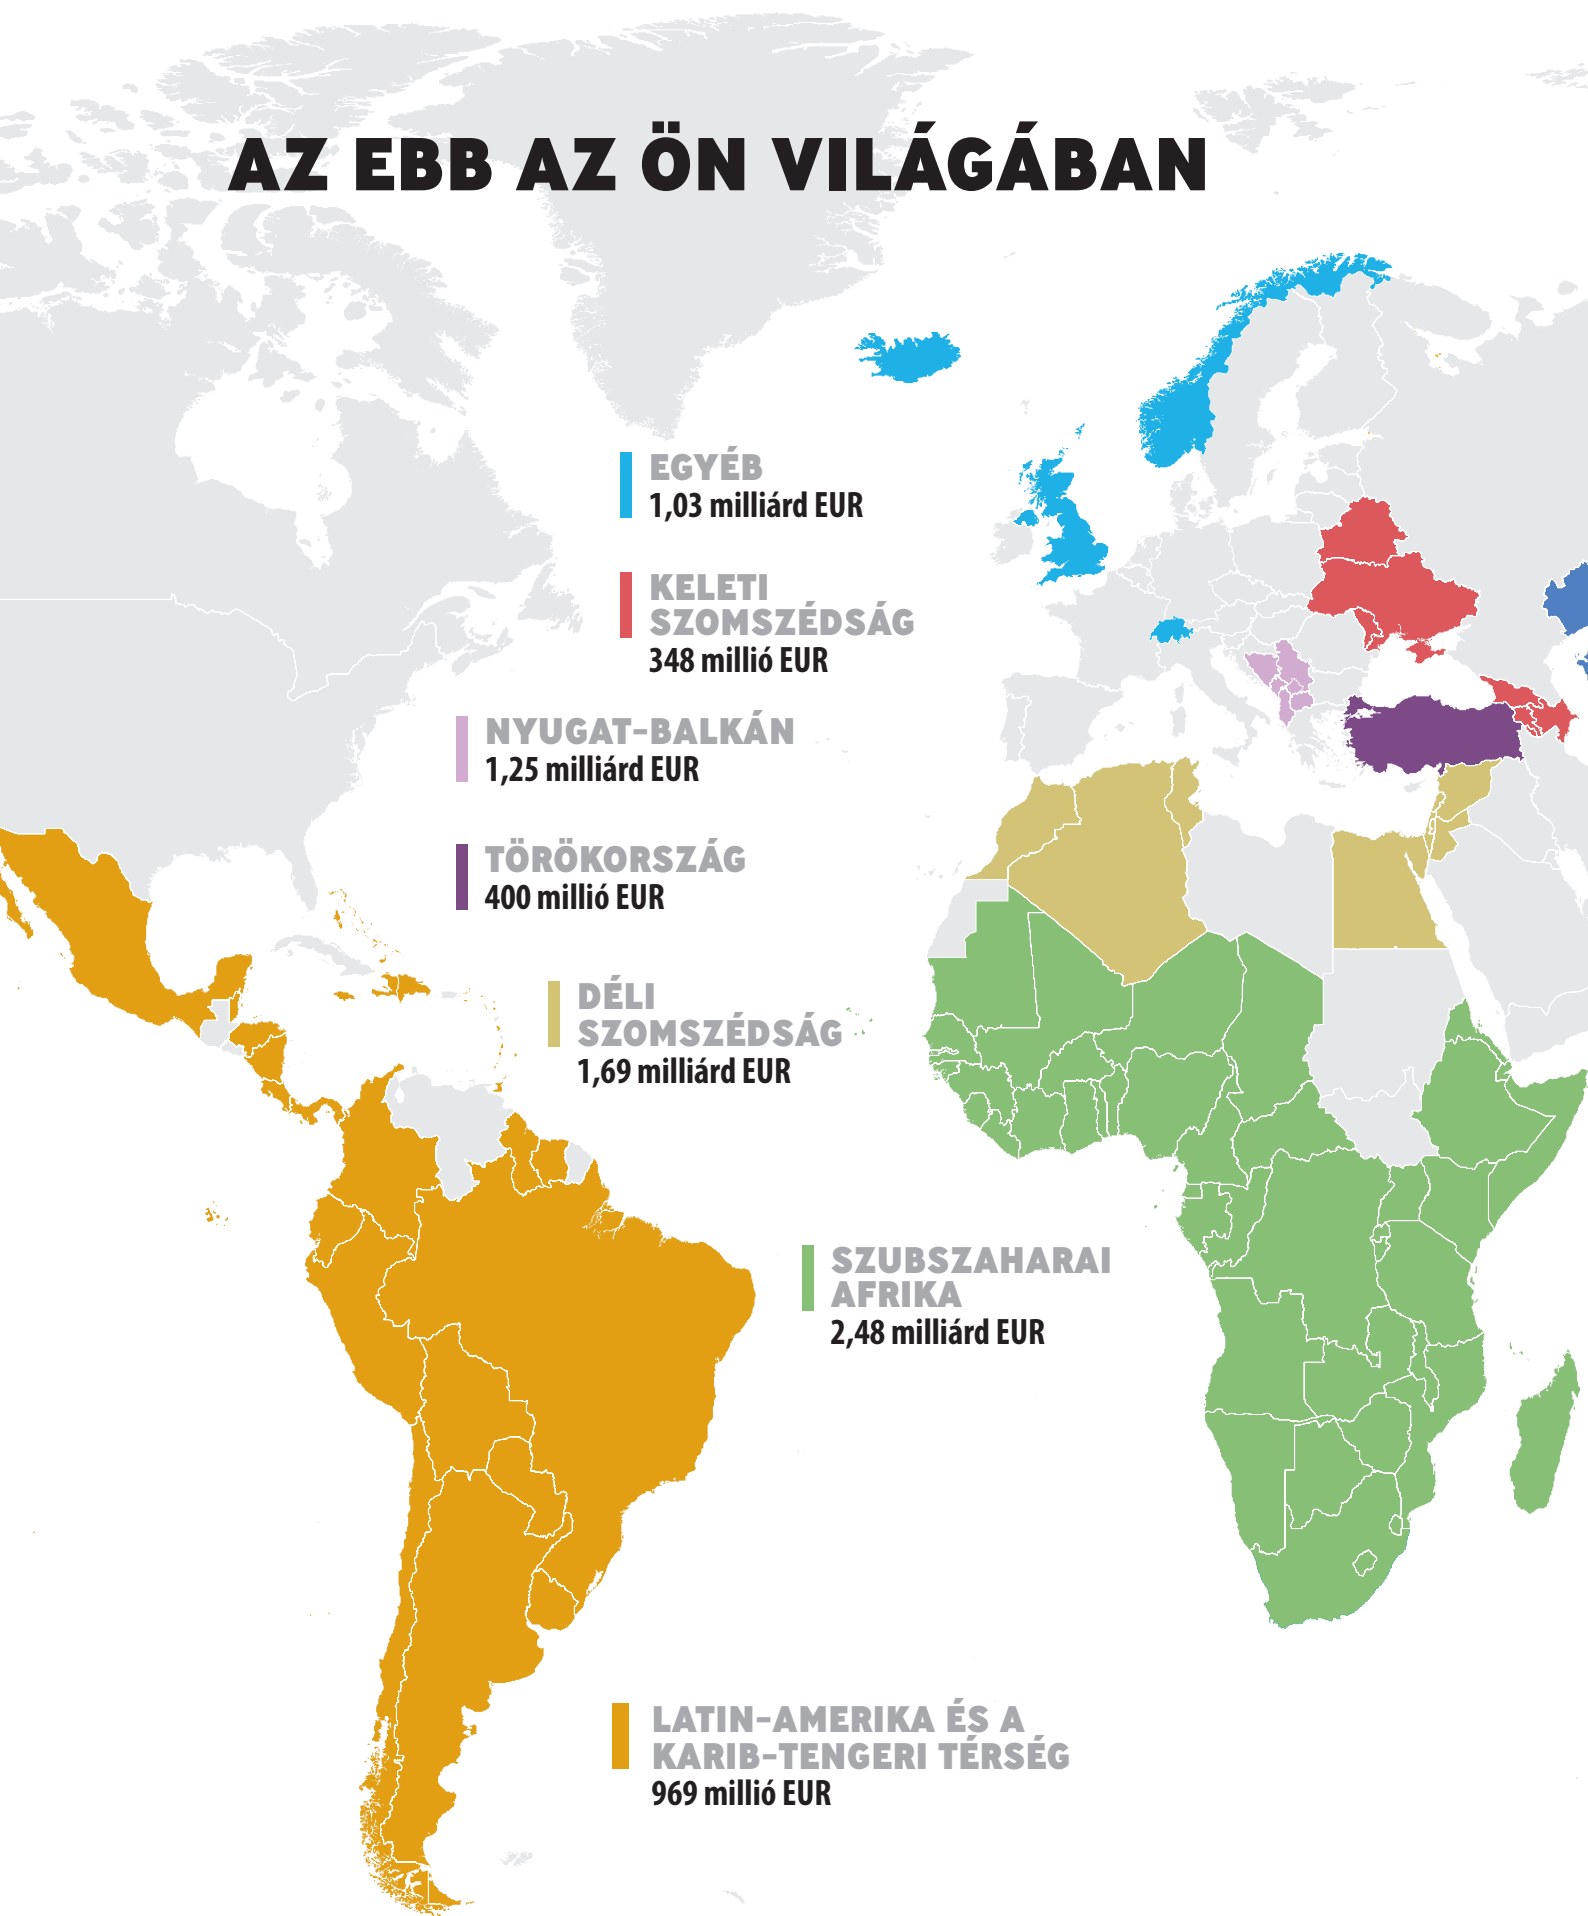 AZ EBB AZ ÖN VILÁGÁBAN
EGYÉB
1,03 milliárd EUR
KELETI
SZOMSZÉDSÁG
348 millió EUR
NYUGAT-BALKÁN
1,25 milliárd EUR
TÖRÖKORSZÁG
400 millió EUR
DÉLI
SZOMSZÉDSÁG
1,69 milliárd EUR
SZUBSZAHARAI
AFRIKA
2,48 milliárd EUR
LATIN-AMERIKA ÉS A
KARIB-TENGERI TÉRSÉG
969 millió EUR